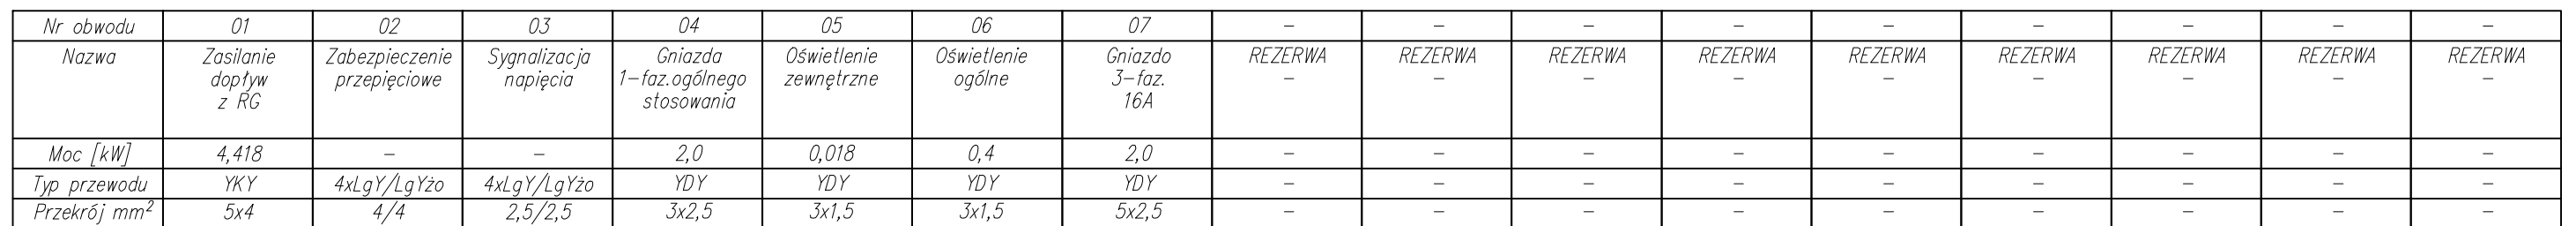 Nr obwodu 01 02 03 04 05 06 07 – – – – – – – – –
Nazwa Zasilanie Zabezpieczenie Sygnalizacja Gniazda Oświetlenie Oświetlenie Gniazdo REZERWA REZERWA REZERWA REZERWA REZERWA REZERWA REZERWA REZERWA REZERWA
dopływ przepięciowe napięcia 1–faz.ogólnego zewnętrzne ogólne 3–faz. – – – – – – – – –
z RG stosowania 16A
Moc [kW] 4,418 – – 2,0 0,018 0,4 2,0 – – – – – – – – –
Typ przewodu YKY 4xLgY/LgYżo 4xLgY/LgYżo YDY YDY YDY YDY – – – – – – – – –
Przekrój mm² 5x4 4/4 2,5/2,5 3x2,5 3x1,5 3x1,5 5x2,5 – – – – – – – – –